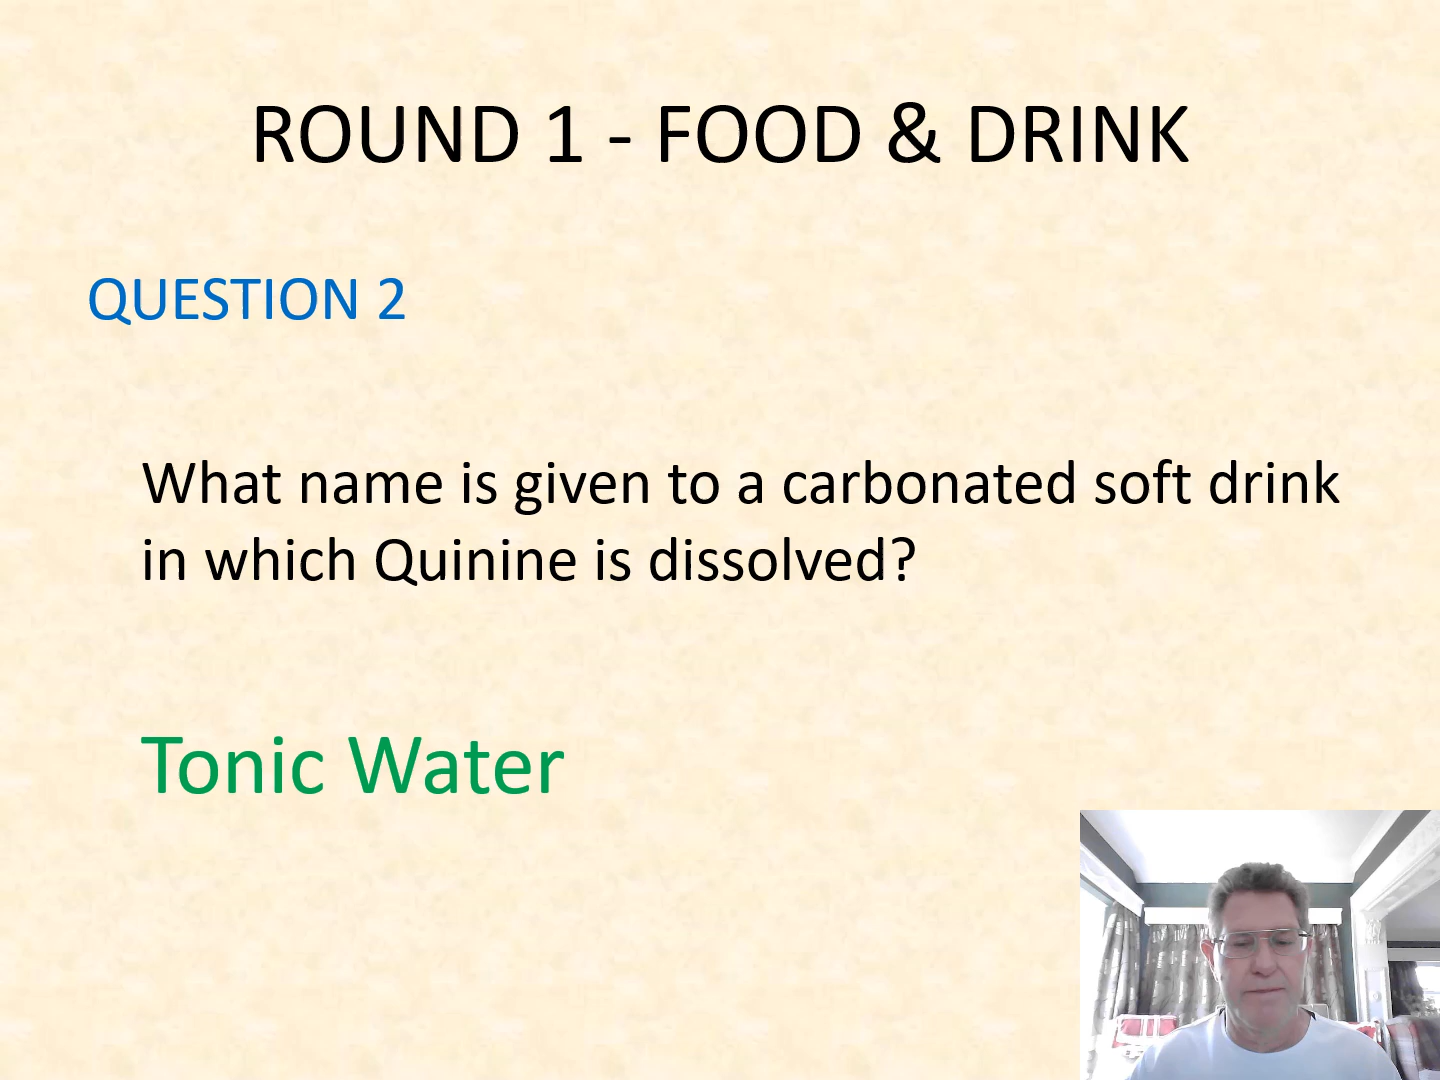 ROUND 1 - FOOD & DRINK
QUESTION 2
What name is given to a carbonated soft drink
in which Quinine is dissolved?
Tonic Water